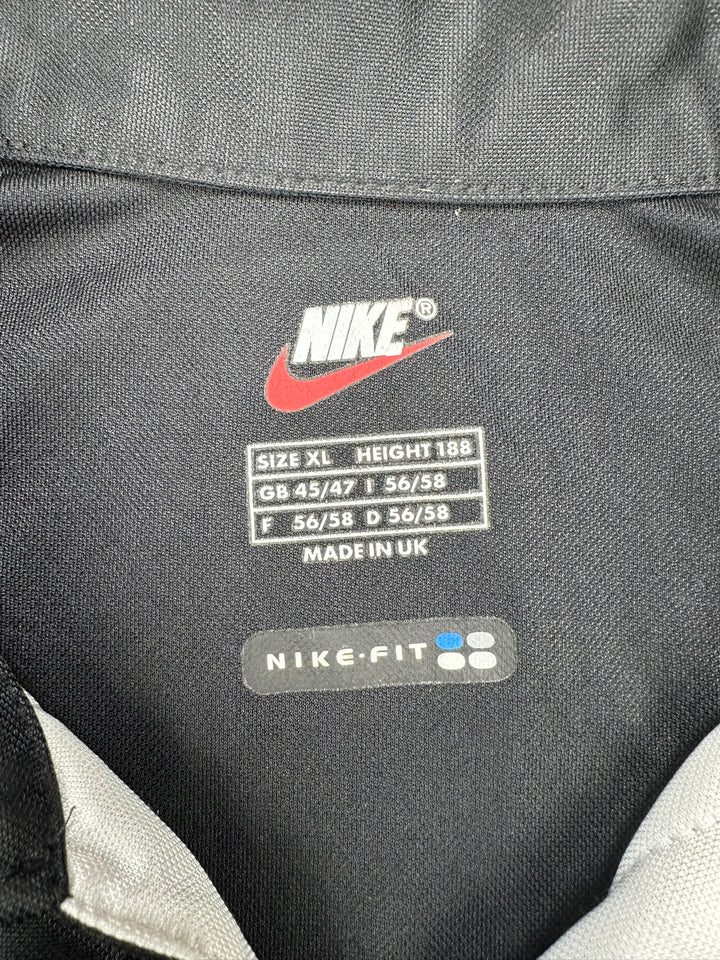 NIKE®
SIZE XL HEIGHT 188
GB 45/47 I 56/58
F 56/58 D 56/58
MADE IN UK
NIKE·FIT